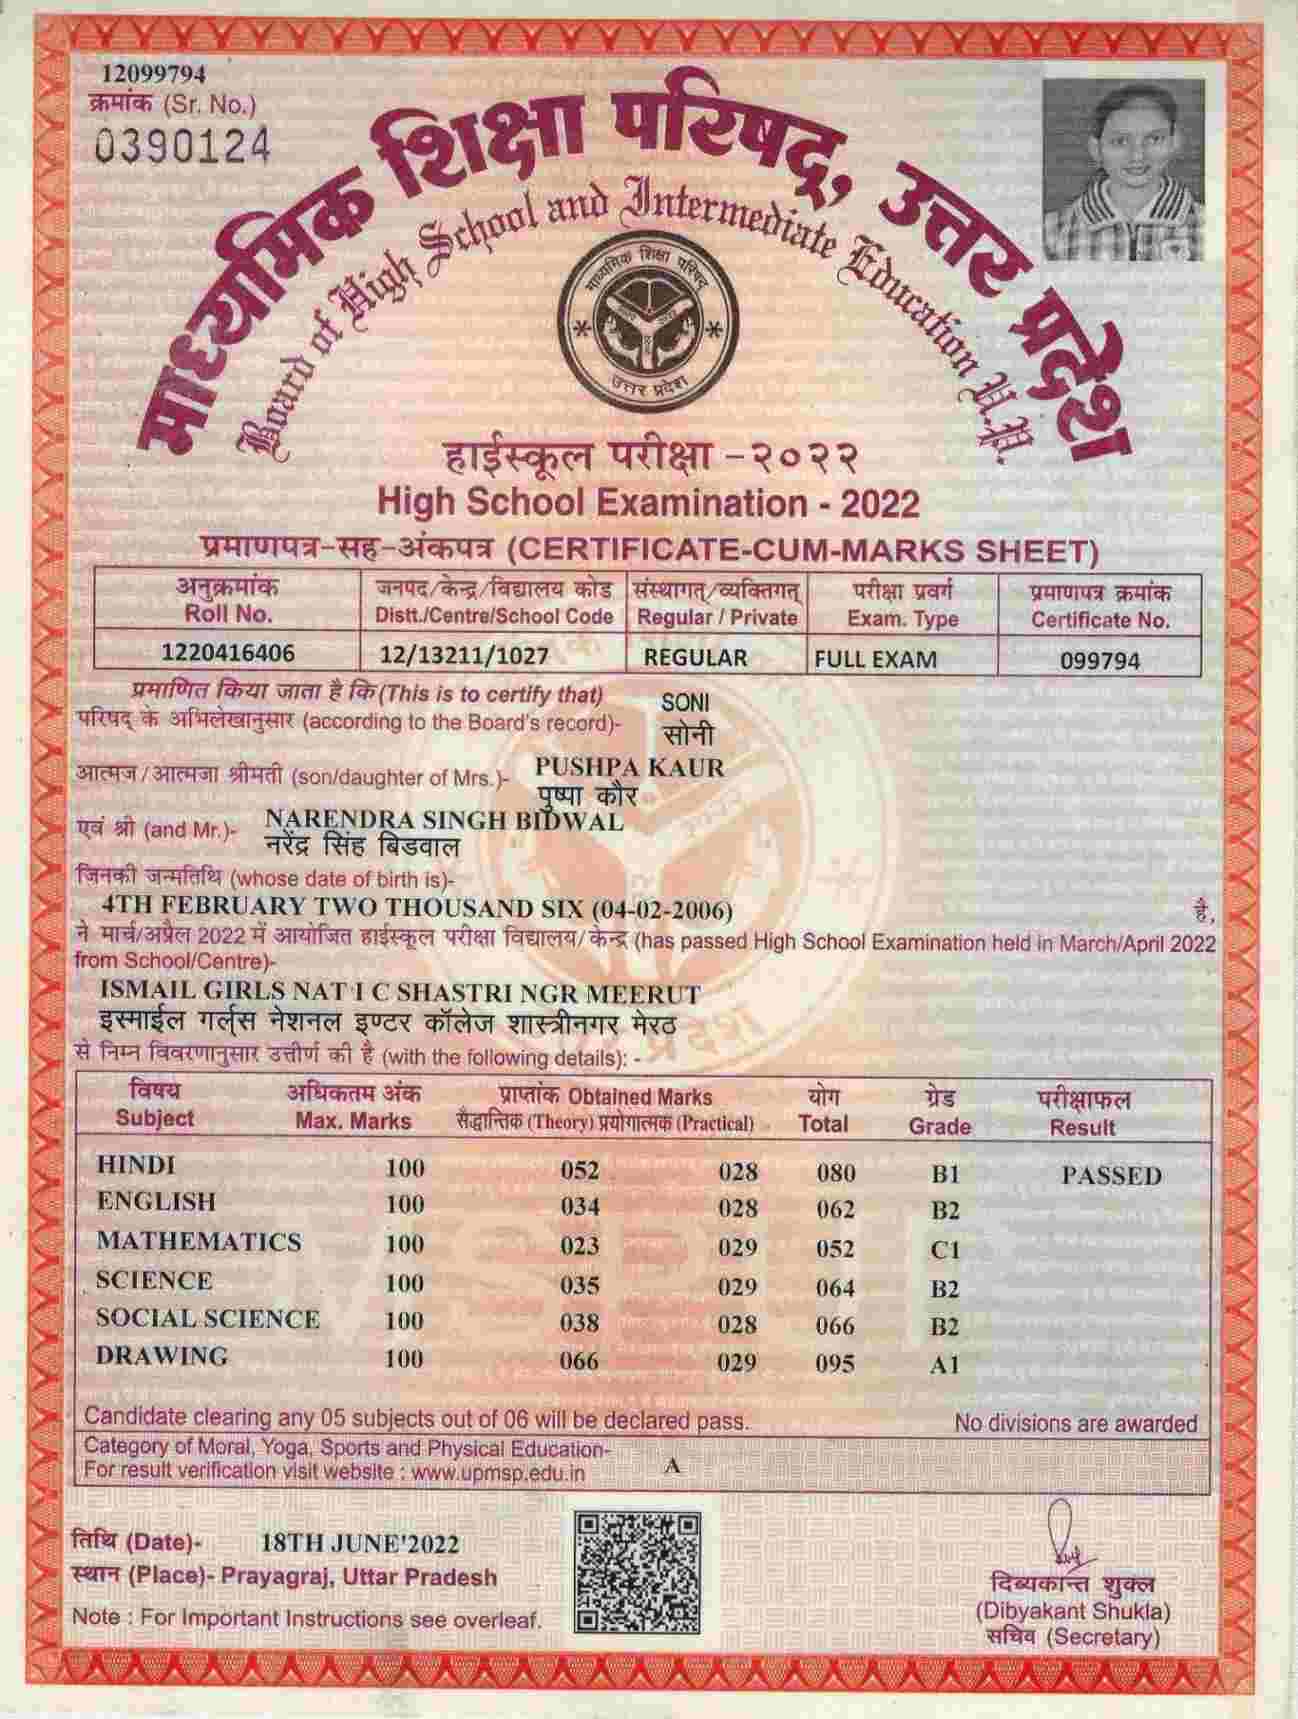 12099794
क्रमांक (Sr. No.)
0390124
माध्यमिक शिक्षा परिषद्, उत्तर प्रदेश
Board of High School and Intermediate Education U.P.
माध्यमिक शिक्षा परिषद्
उत्तर प्रदेश
हाईस्कूल परीक्षा - २०२२
High School Examination - 2022
प्रमाणपत्र-सह-अंकपत्र (CERTIFICATE-CUM-MARKS SHEET)
अनुक्रमांक जनपद/केन्द्र/विद्यालय कोड संस्थागत्/व्यक्तिगत् परीक्षा प्रवर्ग प्रमाणपत्र क्रमांक
Roll No. Distt./Centre/School Code Regular / Private Exam. Type Certificate No.
1220416406 12/13211/1027 REGULAR FULL EXAM 099794
प्रमाणित किया जाता है कि (This is to certify that) SONI
परिषद् के अभिलेखानुसार (according to the Board's record)- सोनी
आत्मज/आत्मजा श्रीमती (son/daughter of Mrs.)- PUSHPA KAUR
पुष्पा कौर
एवं श्री (and Mr.)- NARENDRA SINGH BIDWAL
नरेंद्र सिंह बिडवाल
जिनकी जन्मतिथि (whose date of birth is)-
4TH FEBRUARY TWO THOUSAND SIX (04-02-2006) है,
ने मार्च/अप्रैल 2022 में आयोजित हाईस्कूल परीक्षा विद्यालय/केन्द्र (has passed High School Examination held in March/April 2022
from School/Centre)-
ISMAIL GIRLS NAT I C SHASTRI NGR MEERUT
इस्माईल गर्ल्स नेशनल इण्टर कॉलेज शास्त्रीनगर मेरठ
से निम्न विवरणानुसार उत्तीर्ण की है (with the following details): -
विषय अधिकतम अंक प्राप्तांक Obtained Marks योग ग्रेड परीक्षाफल
Subject Max. Marks सैद्धान्तिक (Theory) प्रयोगात्मक (Practical) Total Grade Result
HINDI 100 052 028 080 B1 PASSED
ENGLISH 100 034 028 062 B2
MATHEMATICS 100 023 029 052 C1
SCIENCE 100 035 029 064 B2
SOCIAL SCIENCE 100 038 028 066 B2
DRAWING 100 066 029 095 A1
Candidate clearing any 05 subjects out of 06 will be declared pass. No divisions are awarded
Category of Moral, Yoga, Sports and Physical Education- A
For result verification visit website : www.upmsp.edu.in
तिथि (Date)- 18TH JUNE'2022
स्थान (Place)- Prayagraj, Uttar Pradesh
Note : For Important Instructions see overleaf.
दिब्यकान्त शुक्ल
(Dibyakant Shukla)
सचिव (Secretary)